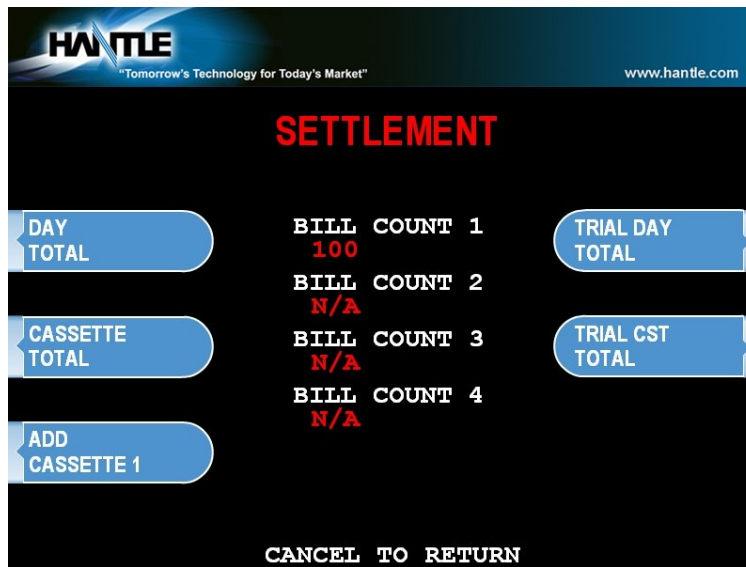 HANTLE
"Tomorrow's Technology for Today's Market"
www.hantle.com
SETTLEMENT
DAY
TOTAL
CASSETTE
TOTAL
ADD
CASSETTE 1
BILL COUNT 1
100
BILL COUNT 2
N/A
BILL COUNT 3
N/A
BILL COUNT 4
N/A
TRIAL DAY
TOTAL
TRIAL CST
TOTAL
CANCEL TO RETURN